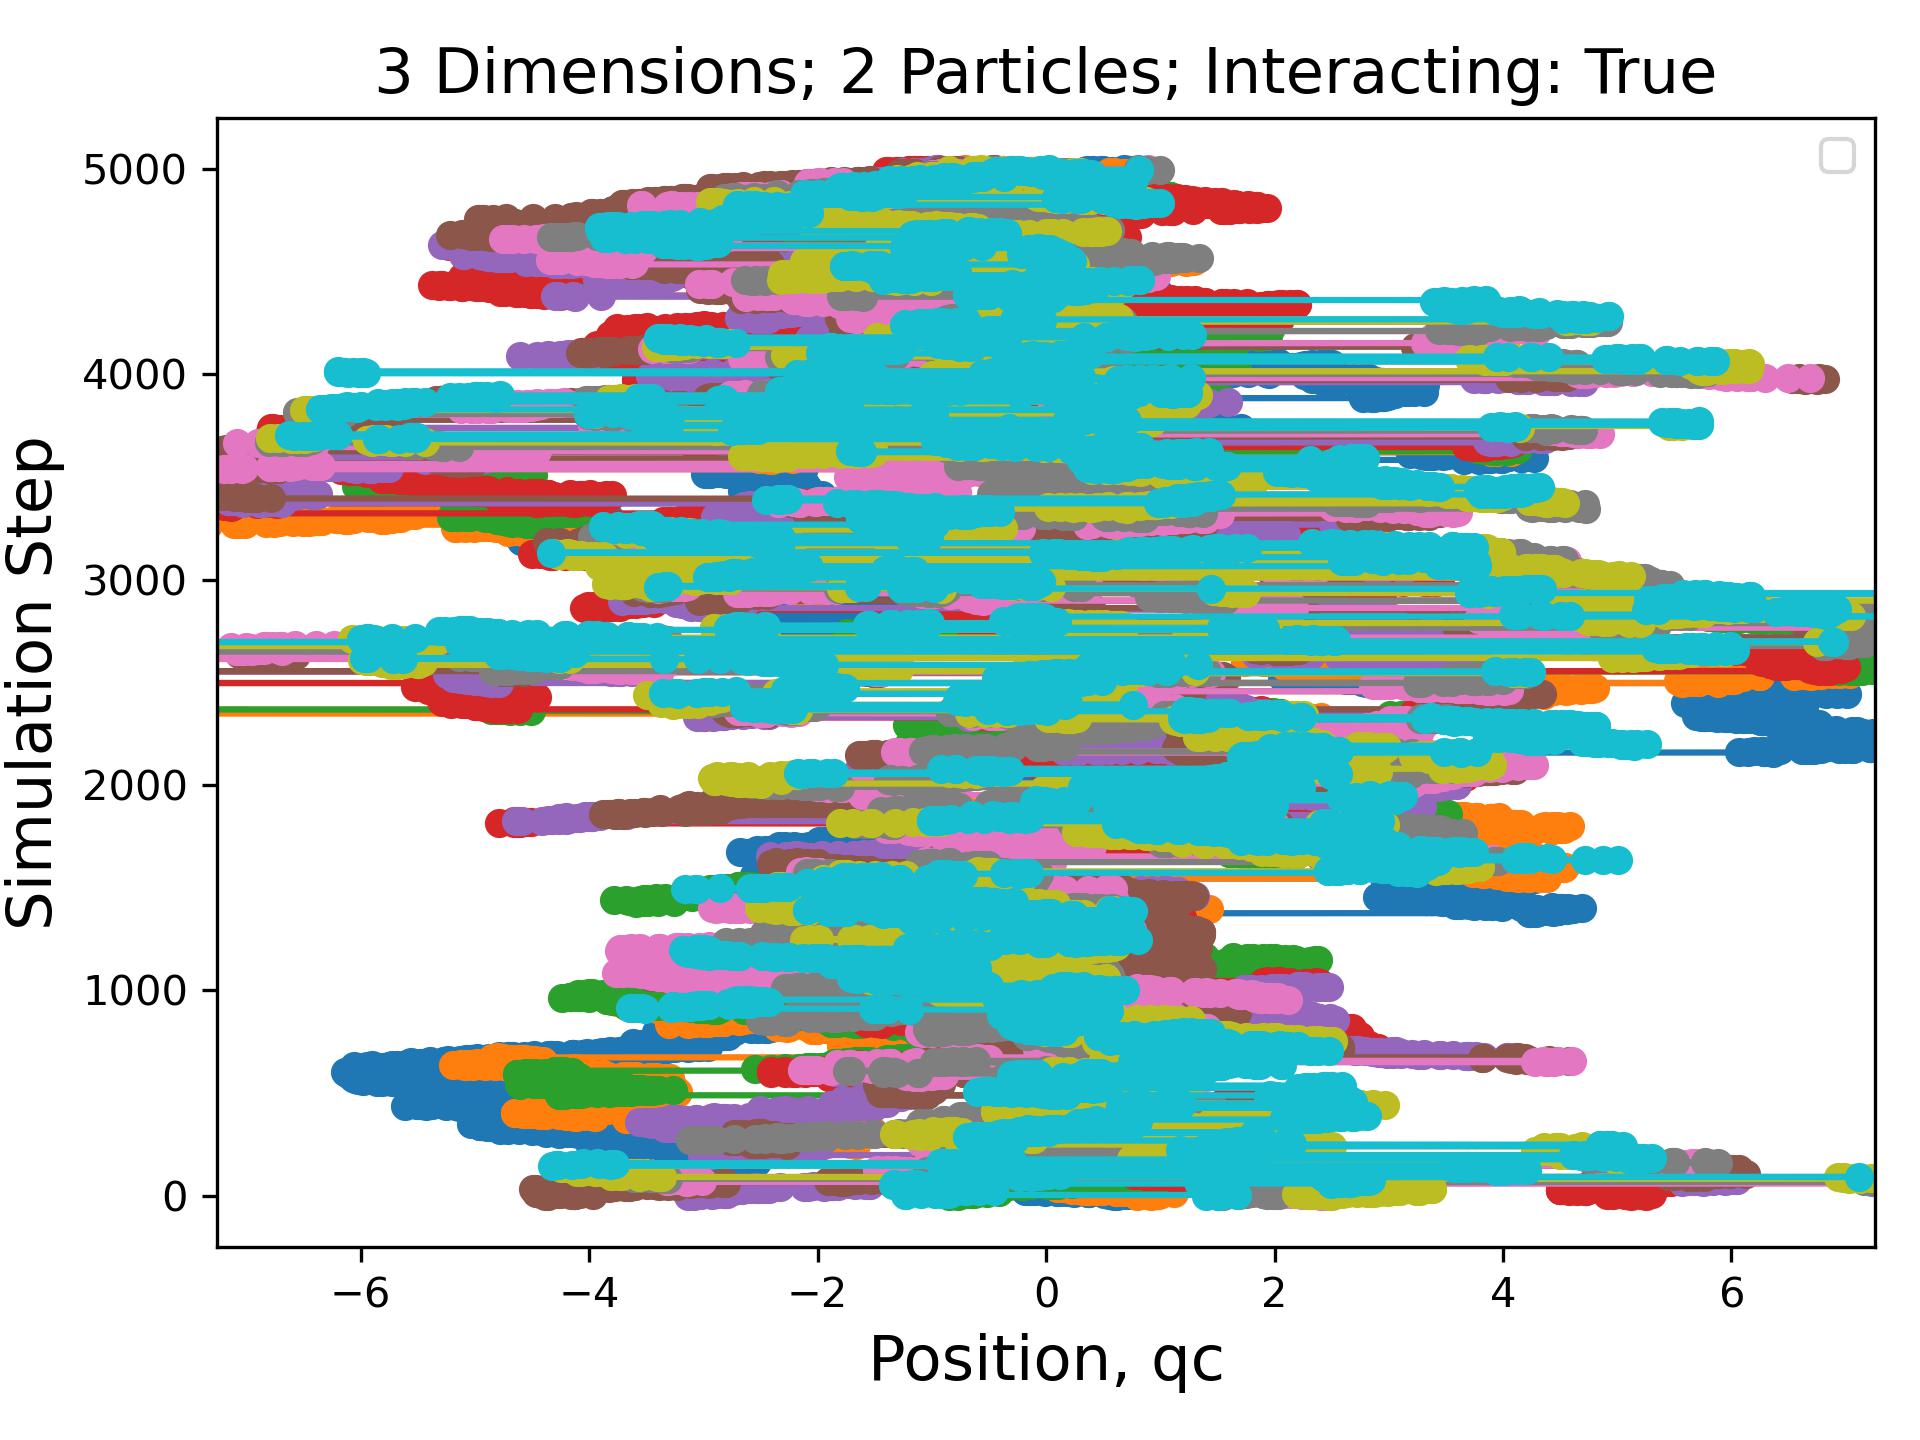 3 Dimensions; 2 Particles; Interacting: True
Simulation Step
5000
4000
3000
2000
1000
0
−6 −4 −2 0 2 4 6
Position, qc